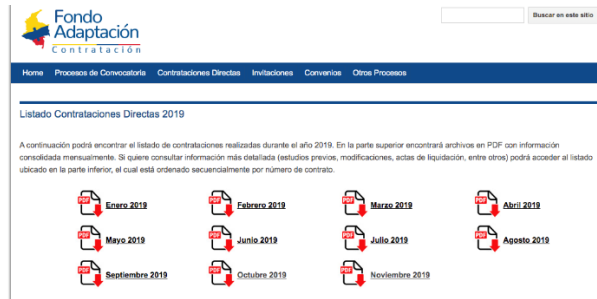 Fondo
Adaptación
Contratación
Buscar en este sitio
Home Procesos de Convocatoria Contrataciones Directas Invitaciones Convenios Otros Procesos
Listado Contrataciones Directas 2019
A continuación podrá encontrar el listado de contrataciones realizadas durante el año 2019. En la parte superior encontrará archivos en PDF con información
consolidada mensualmente. Si quiere consultar información más detallada (estudios previos, modificaciones, actas de liquidación, entre otros) podrá acceder al listado
ubicado en la parte inferior, el cual está ordenado secuencialmente por número de contrato.
PDF Enero 2019 PDF Febrero 2019 PDF Marzo 2019 PDF Abril 2019
PDF Mayo 2019 PDF Junio 2019 PDF Julio 2019 PDF Agosto 2019
PDF Septiembre 2019 PDF Octubre 2019 PDF Noviembre 2019